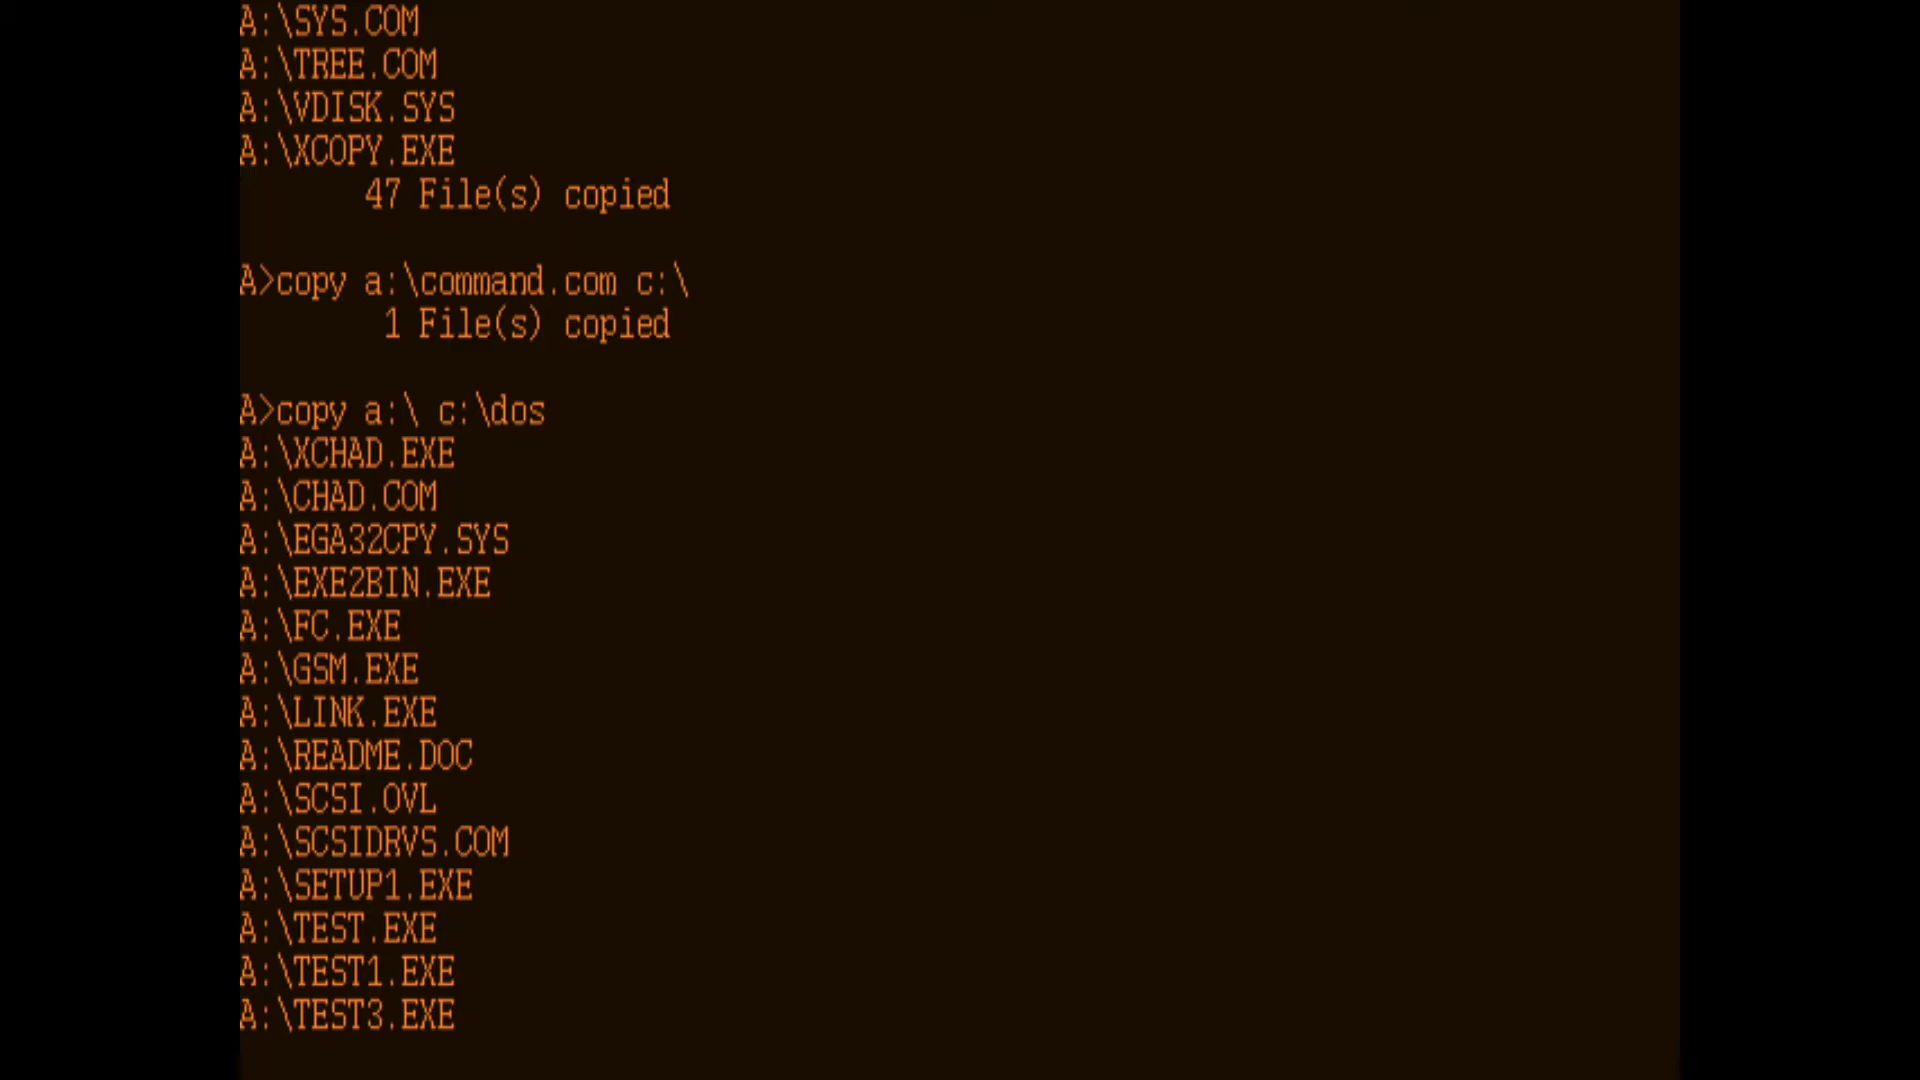 A:\SYS.COM
A:\TREE.COM
A:\VDISK.SYS
A:\XCOPY.EXE
47 File(s) copied
A>copy a:\command.com c:\
1 File(s) copied
A>copy a:\ c:\dos
A:\XCHAD.EXE
A:\CHAD.COM
A:\EGA32CPY.SYS
A:\EXE2BIN.EXE
A:\FC.EXE
A:\GSM.EXE
A:\LINK.EXE
A:\README.DOC
A:\SCSI.OVL
A:\SCSIDRVS.COM
A:\SETUP1.EXE
A:\TEST.EXE
A:\TEST1.EXE
A:\TEST3.EXE